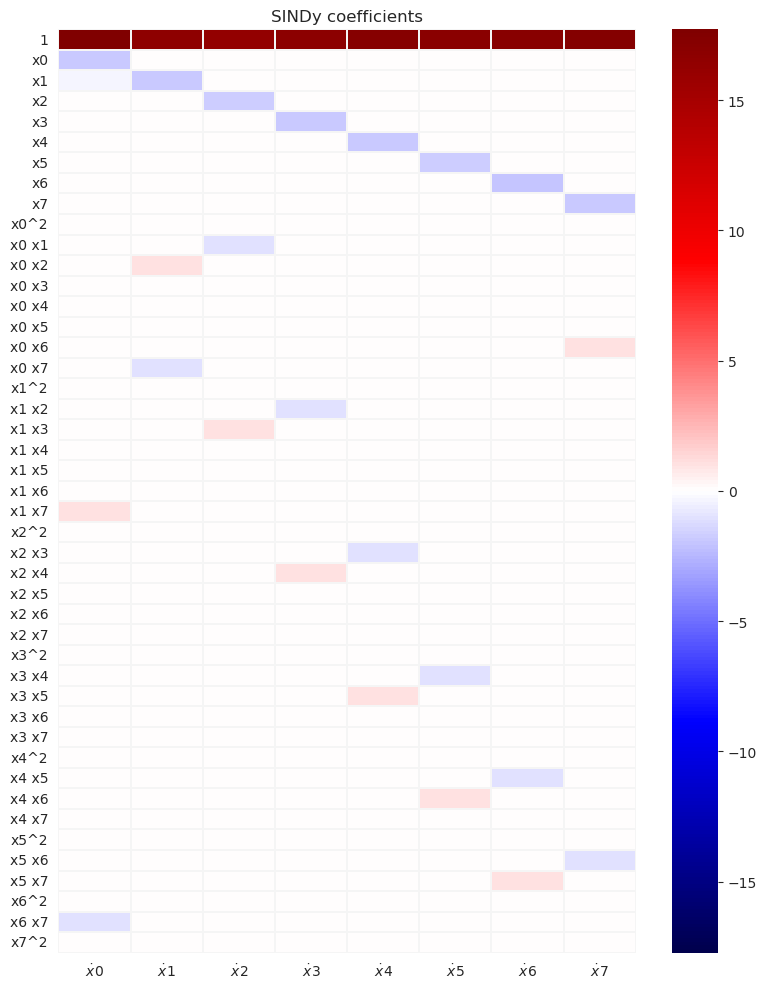 SINDy coefficients
1
x0
x1
x2
x3
x4
x5
x6
x7
x0^2
x0 x1
x0 x2
x0 x3
x0 x4
x0 x5
x0 x6
x0 x7
x1^2
x1 x2
x1 x3
x1 x4
x1 x5
x1 x6
x1 x7
x2^2
x2 x3
x2 x4
x2 x5
x2 x6
x2 x7
x3^2
x3 x4
x3 x5
x3 x6
x3 x7
x4^2
x4 x5
x4 x6
x4 x7
x5^2
x5 x6
x5 x7
x6^2
x6 x7
x7^2
ẋ0 ẋ1 ẋ2 ẋ3 ẋ4 ẋ5 ẋ6 ẋ7
15
10
5
0
−5
−10
−15